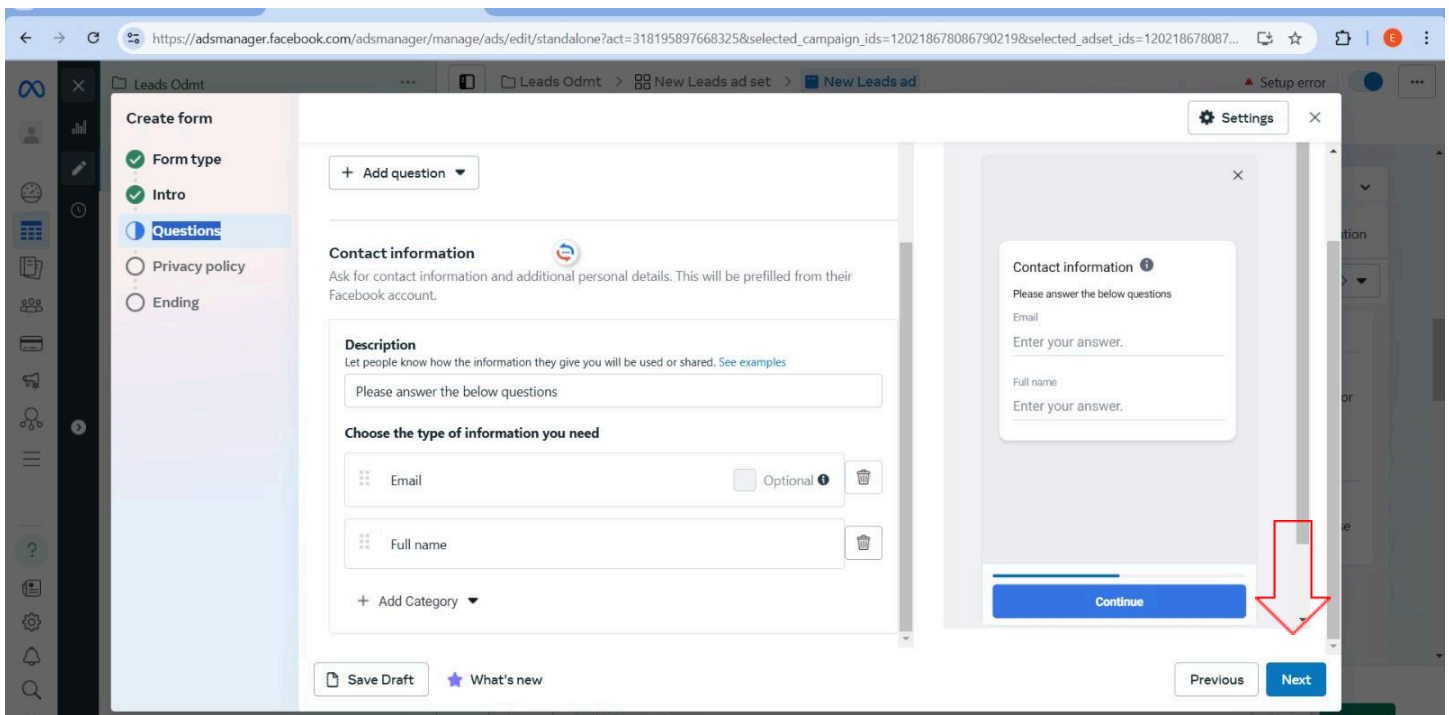 https://adsmanager.facebook.com/adsmanager/manage/ads/edit/standalone?act=318195897668325&selected_campaign_ids=120218678086790219&selected_adset_ids=120218678087...
E
Leads Odmt
Leads Odmt > New Leads ad set > New Leads ad
Setup error
Create form
Settings
Form type
Intro
Questions
Privacy policy
Ending
+ Add question
Contact information
Ask for contact information and additional personal details. This will be prefilled from their
Facebook account.
Description
Let people know how the information they give you will be used or shared. See examples
Please answer the below questions
Choose the type of information you need
Email
Optional
Full name
+ Add Category
Contact information
Please answer the below questions
Email
Enter your answer.
Full name
Enter your answer.
Continue
Save Draft
What's new
Previous
Next